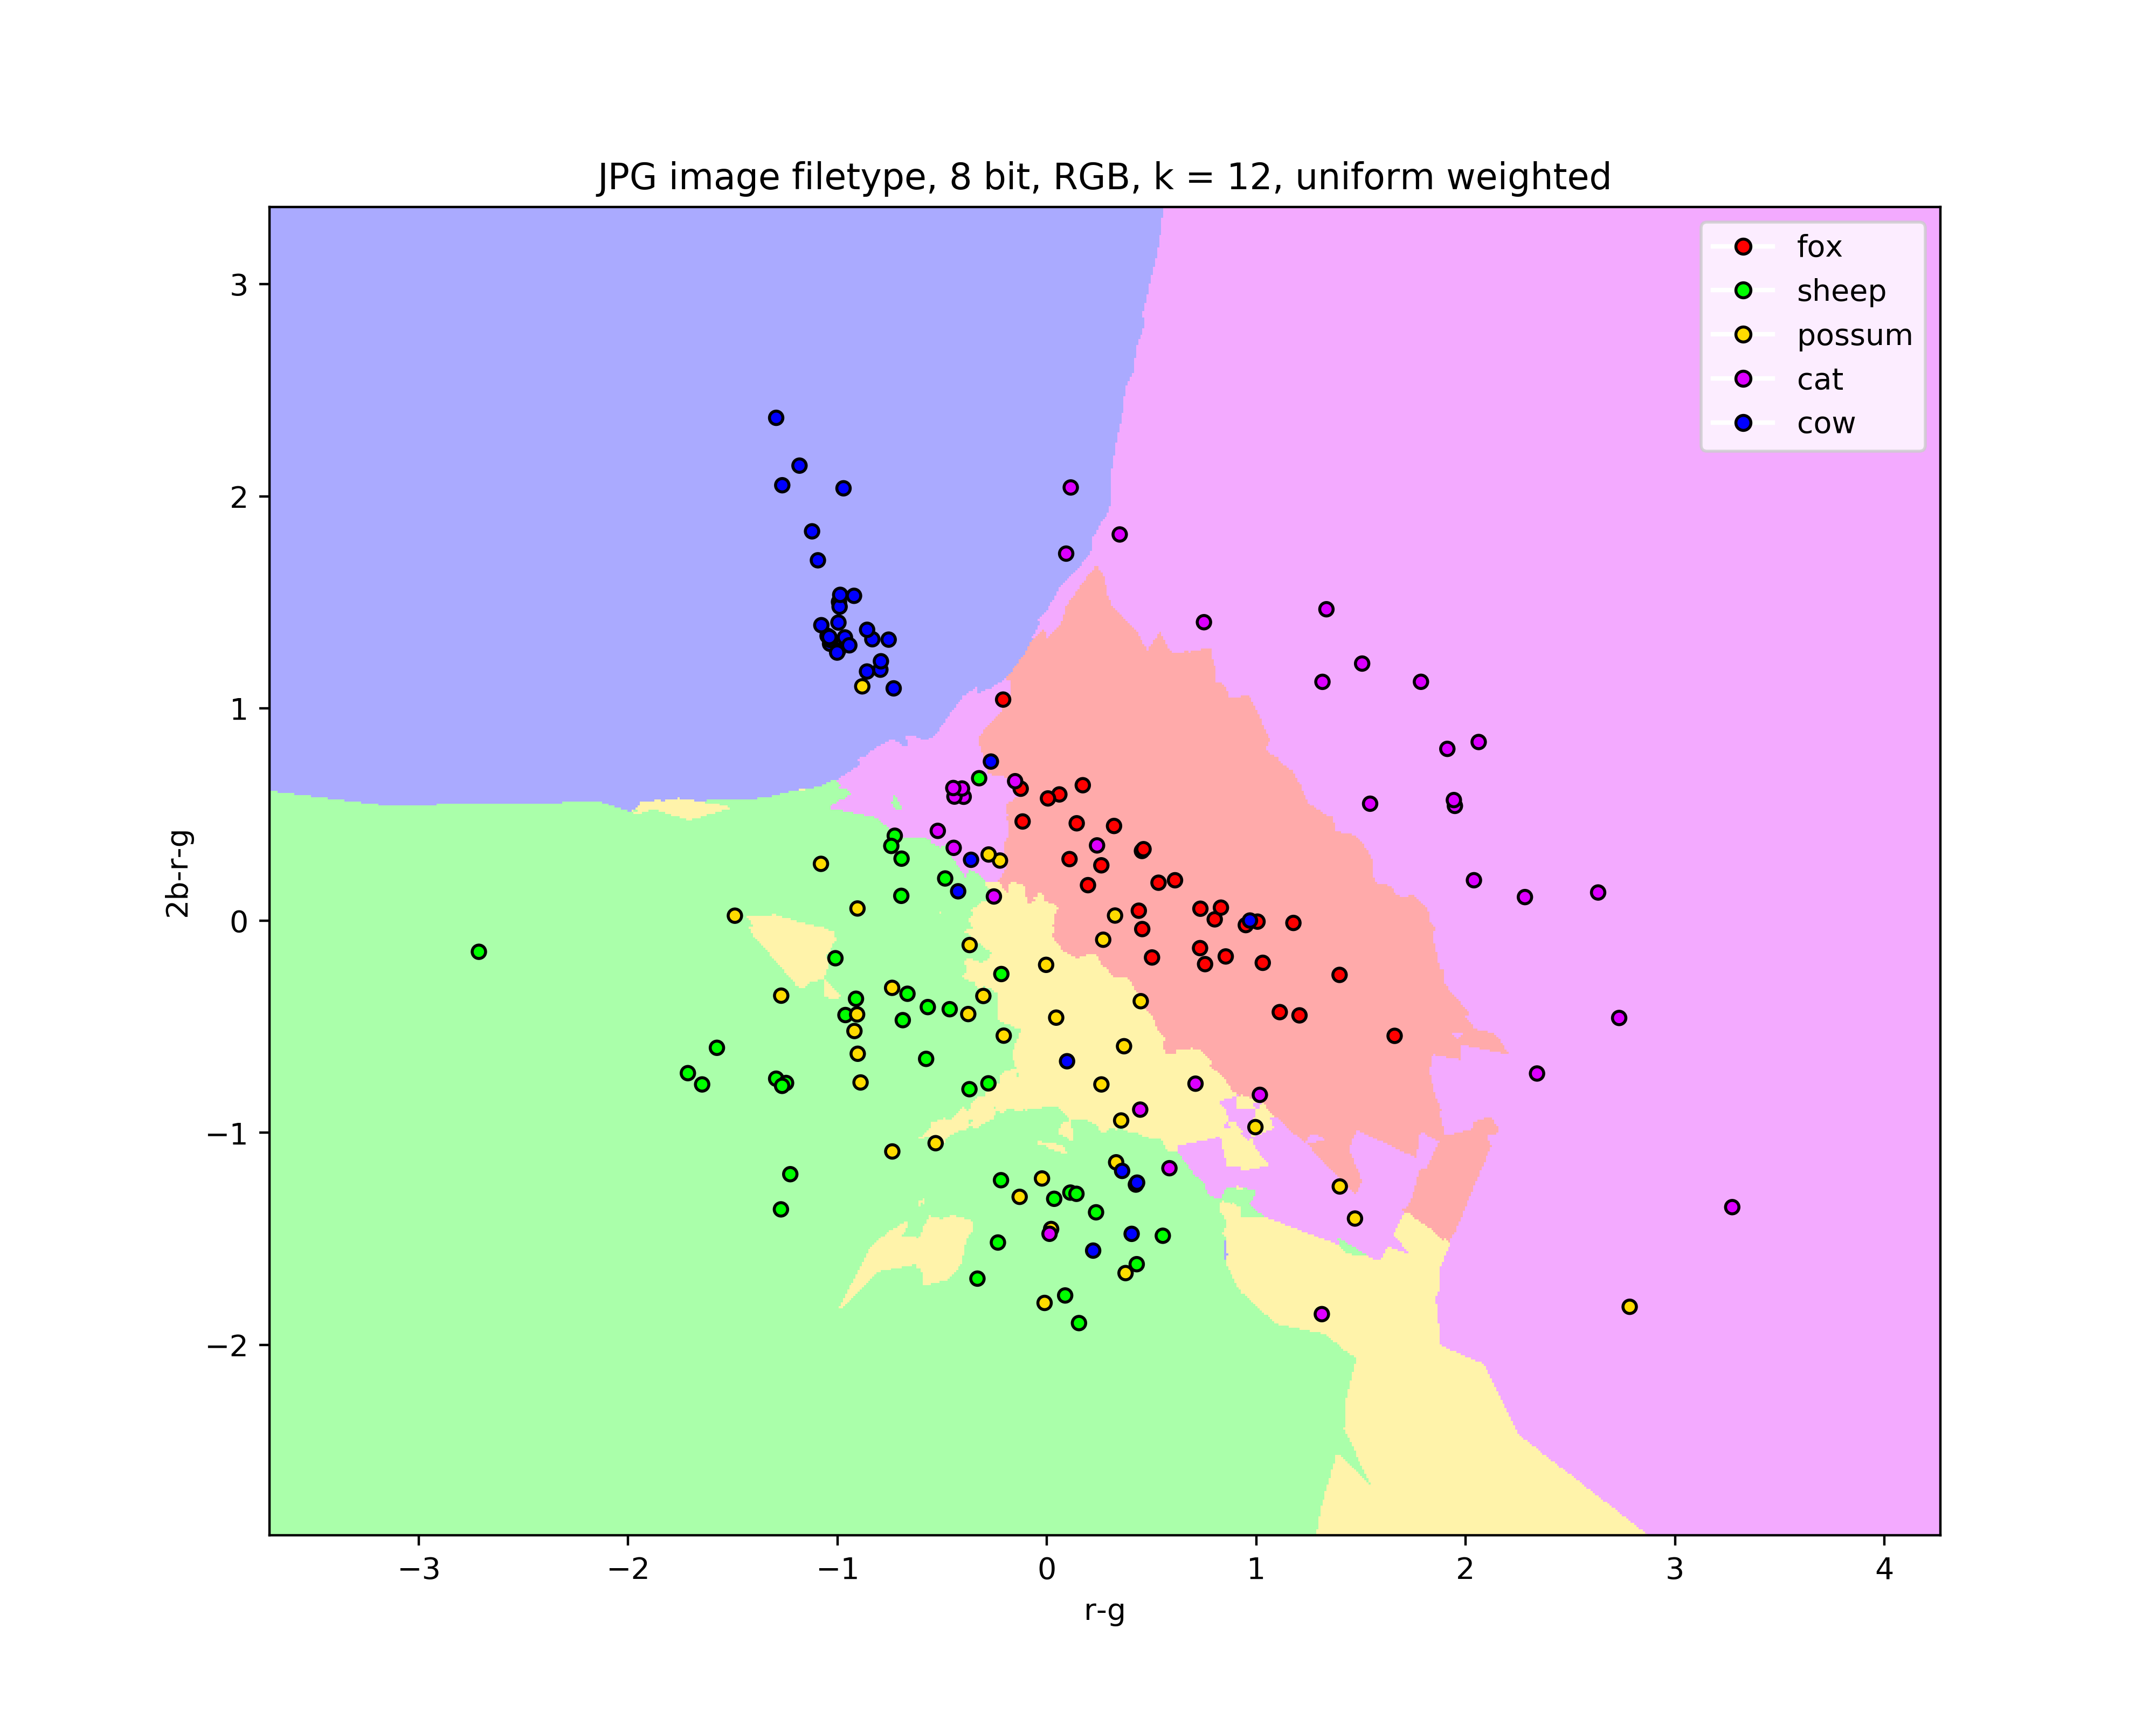 JPG image filetype, 8 bit, RGB, k = 12, uniform weighted
fox
sheep
possum
cat
cow
3
2
1
0
−1
−2
2b-r-g
−3 −2 −1 0 1 2 3 4
r-g